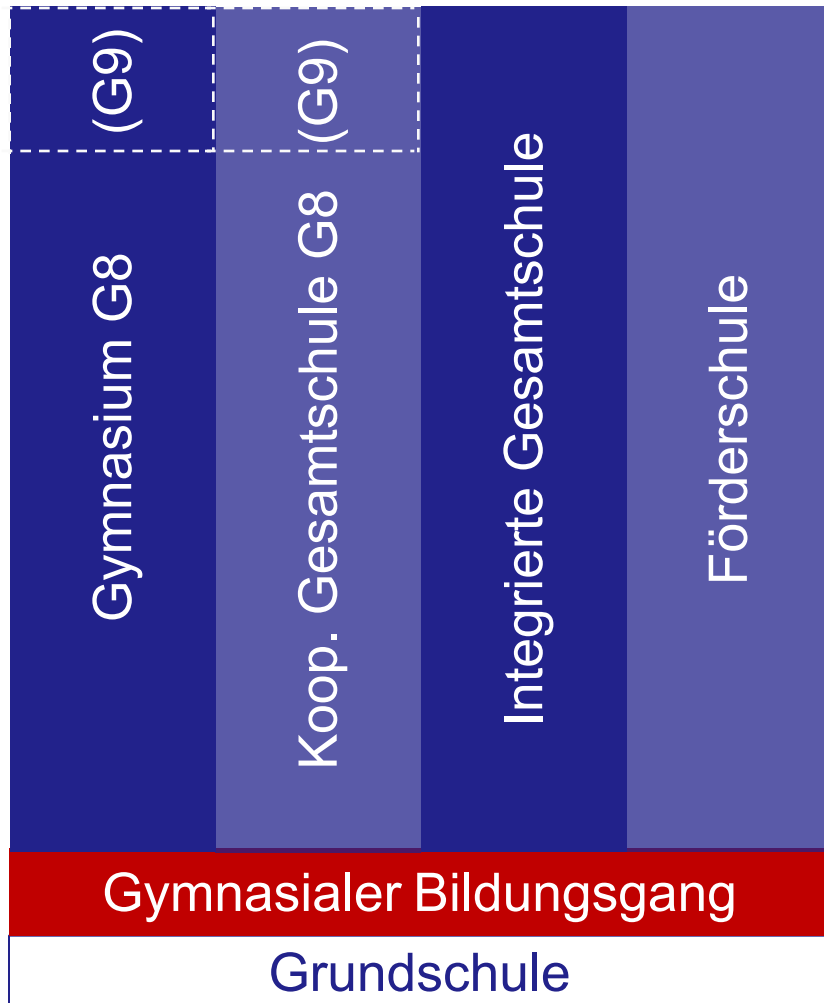 (G9)
Gymnasium G8
(G9)
Koop. Gesamtschule G8
Integrierte Gesamtschule
Förderschule
Gymnasialer Bildungsgang
Grundschule